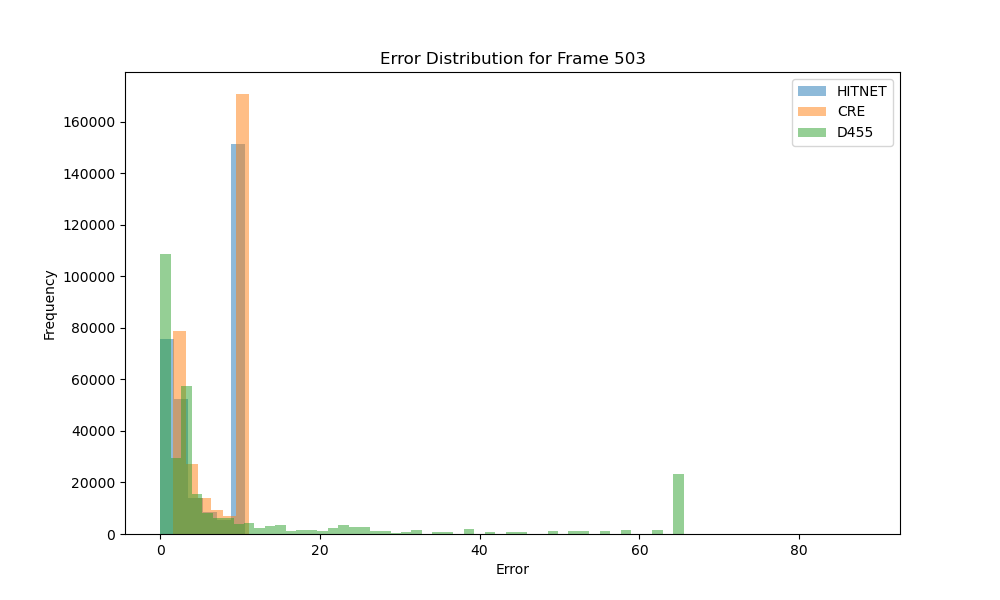 Error Distribution for Frame 503
HITNET
CRE
D455
160000
140000
120000
100000
80000
60000
40000
20000
0
Frequency
0 20 40 60 80
Error